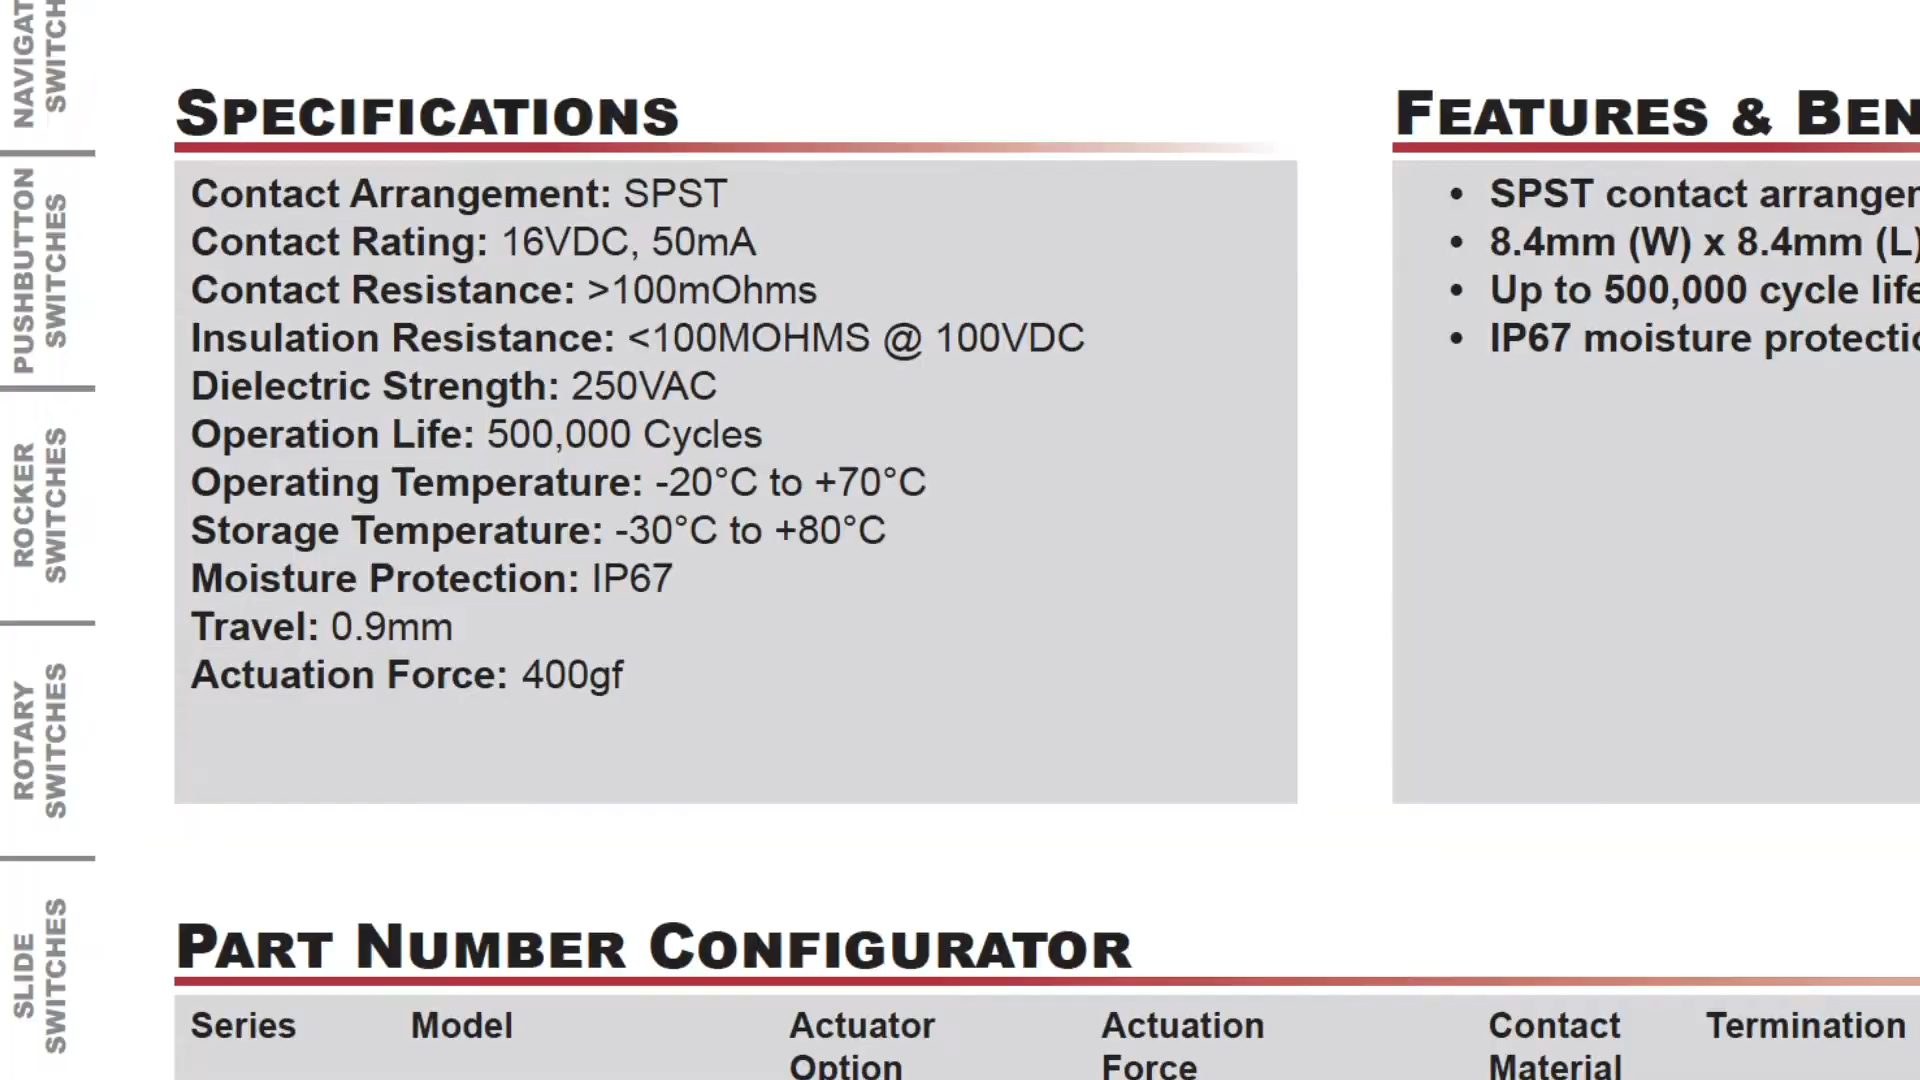 NAVIGAT
SWITCH
PUSHBUTTON
SWITCHES
ROCKER
SWITCHES
ROTARY
SWITCHES
SLIDE
SWITCHES
SPECIFICATIONS
Contact Arrangement: SPST
Contact Rating: 16VDC, 50mA
Contact Resistance: >100mOhms
Insulation Resistance: <100MOHMS @ 100VDC
Dielectric Strength: 250VAC
Operation Life: 500,000 Cycles
Operating Temperature: -20°C to +70°C
Storage Temperature: -30°C to +80°C
Moisture Protection: IP67
Travel: 0.9mm
Actuation Force: 400gf
FEATURES & BEN
• SPST contact arranger
• 8.4mm (W) x 8.4mm (L)
• Up to 500,000 cycle life
• IP67 moisture protectic
PART NUMBER CONFIGURATOR
Series Model Actuator Actuation Contact Termination
Option Force Material